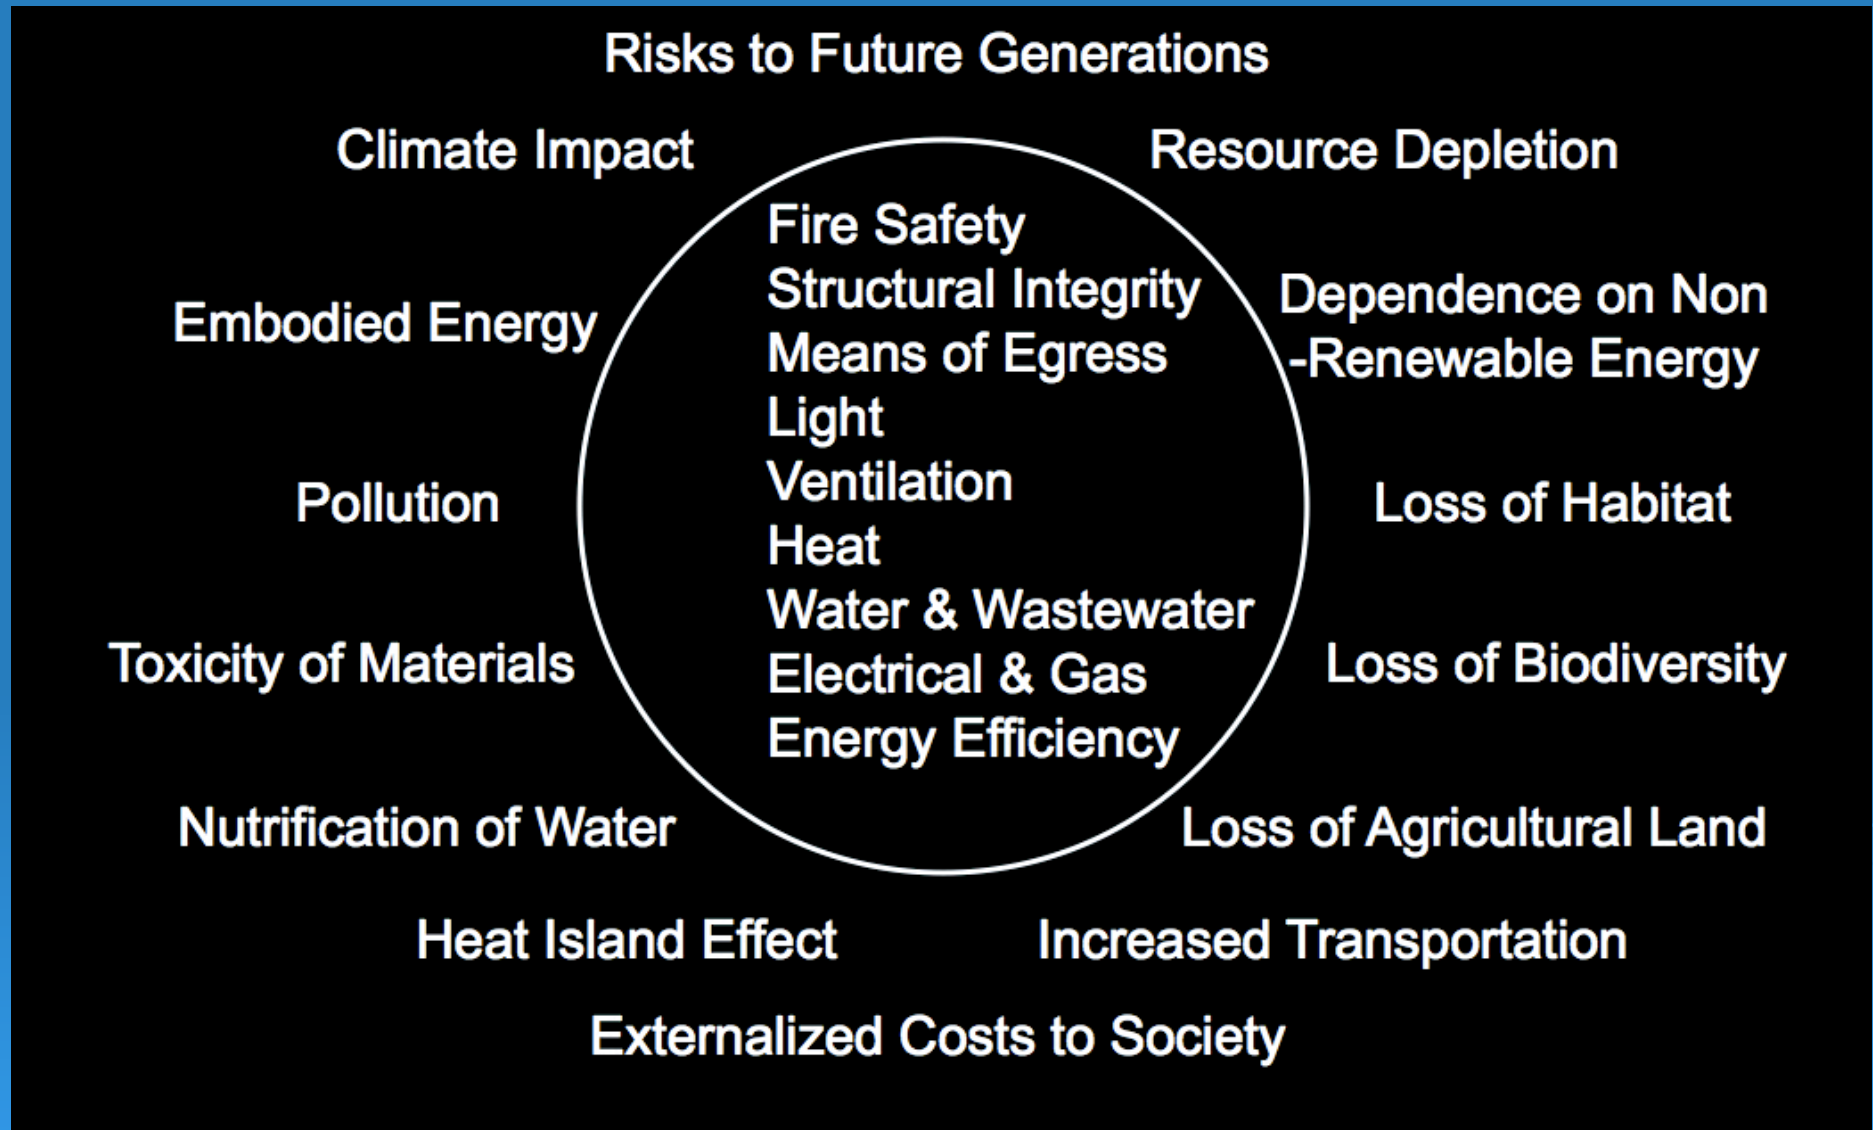 Risks to Future Generations
Climate Impact
Resource Depletion
Fire Safety
Structural Integrity
Means of Egress
Light
Ventilation
Heat
Water & Wastewater
Electrical & Gas
Energy Efficiency
Embodied Energy
Dependence on Non
-Renewable Energy
Pollution
Loss of Habitat
Toxicity of Materials
Loss of Biodiversity
Nutrification of Water
Loss of Agricultural Land
Heat Island Effect
Increased Transportation
Externalized Costs to Society